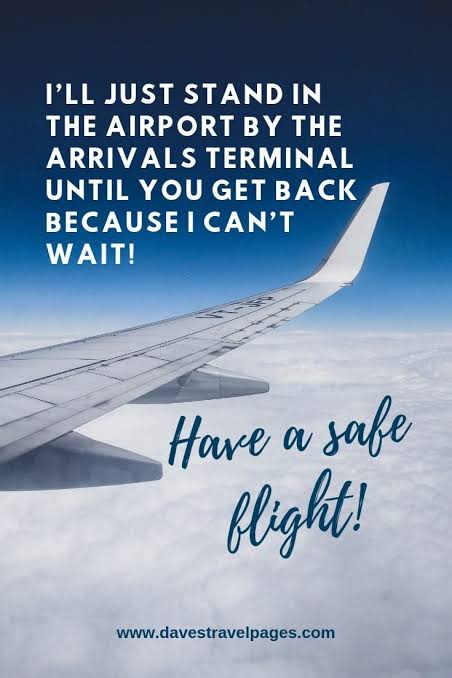 I'LL JUST STAND IN
THE AIRPORT BY THE
ARRIVALS TERMINAL
UNTIL YOU GET BACK
BECAUSE I CAN'T
WAIT!
Have a safe
flight!
www.davestravelpages.com